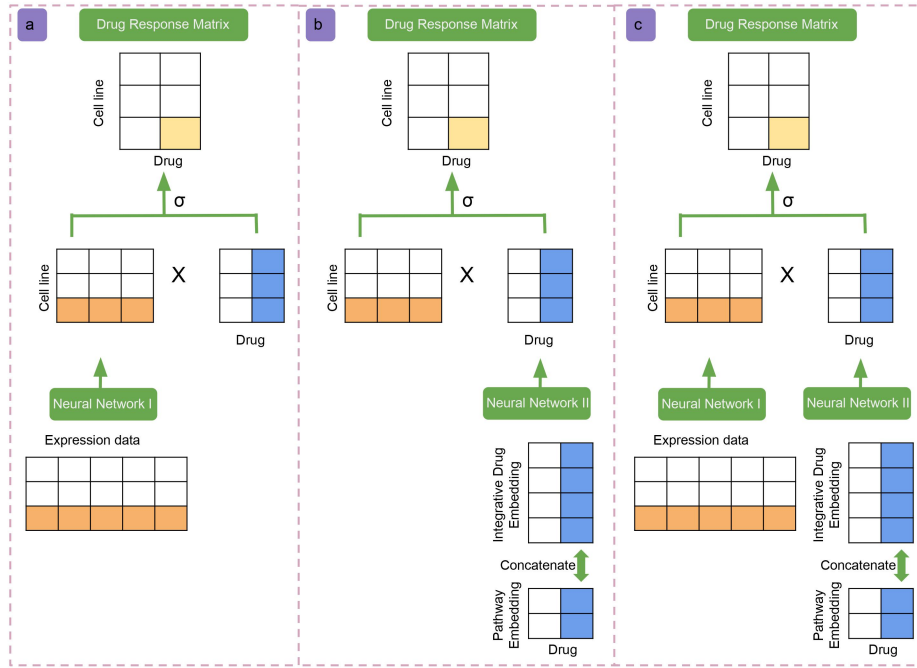 a
Drug Response Matrix
Cell line
Drug
σ
Cell line
X
Drug
Neural Network I
Expression data
b
Drug Response Matrix
Cell line
Drug
σ
Cell line
X
Drug
Neural Network II
Integrative Drug
Embedding
Concatenate
Pathway
Embedding
Drug
c
Drug Response Matrix
Cell line
Drug
σ
Cell line
X
Drug
Neural Network I
Neural Network II
Expression data
Integrative Drug
Embedding
Concatenate
Pathway
Embedding
Drug